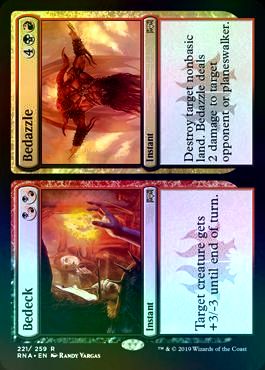 Bedazzle 4
Instant
Destroy target nonbasic
land. Bedazzle deals
2 damage to target
opponent or planeswalker.
Bedeck
Instant
Target creature gets
+3/-3 until end of turn.
221/259 R
RNA • EN RANDY VARGAS
™ & © 2019 Wizards of the Coast